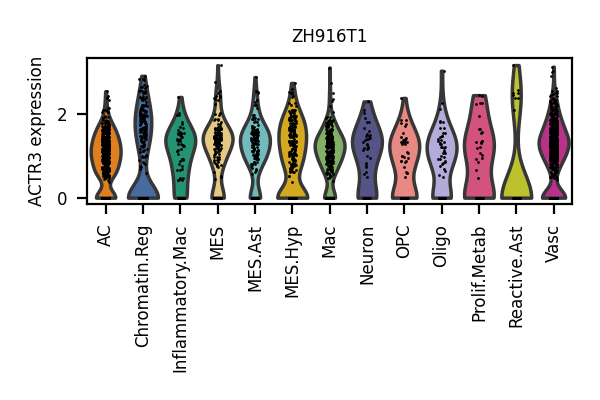 ZH916T1
ACTR3 expression
2
0
AC
Chromatin.Reg
Inflammatory.Mac
MES
MES.Ast
MES.Hyp
Mac
Neuron
OPC
Oligo
Prolif.Metab
Reactive.Ast
Vasc